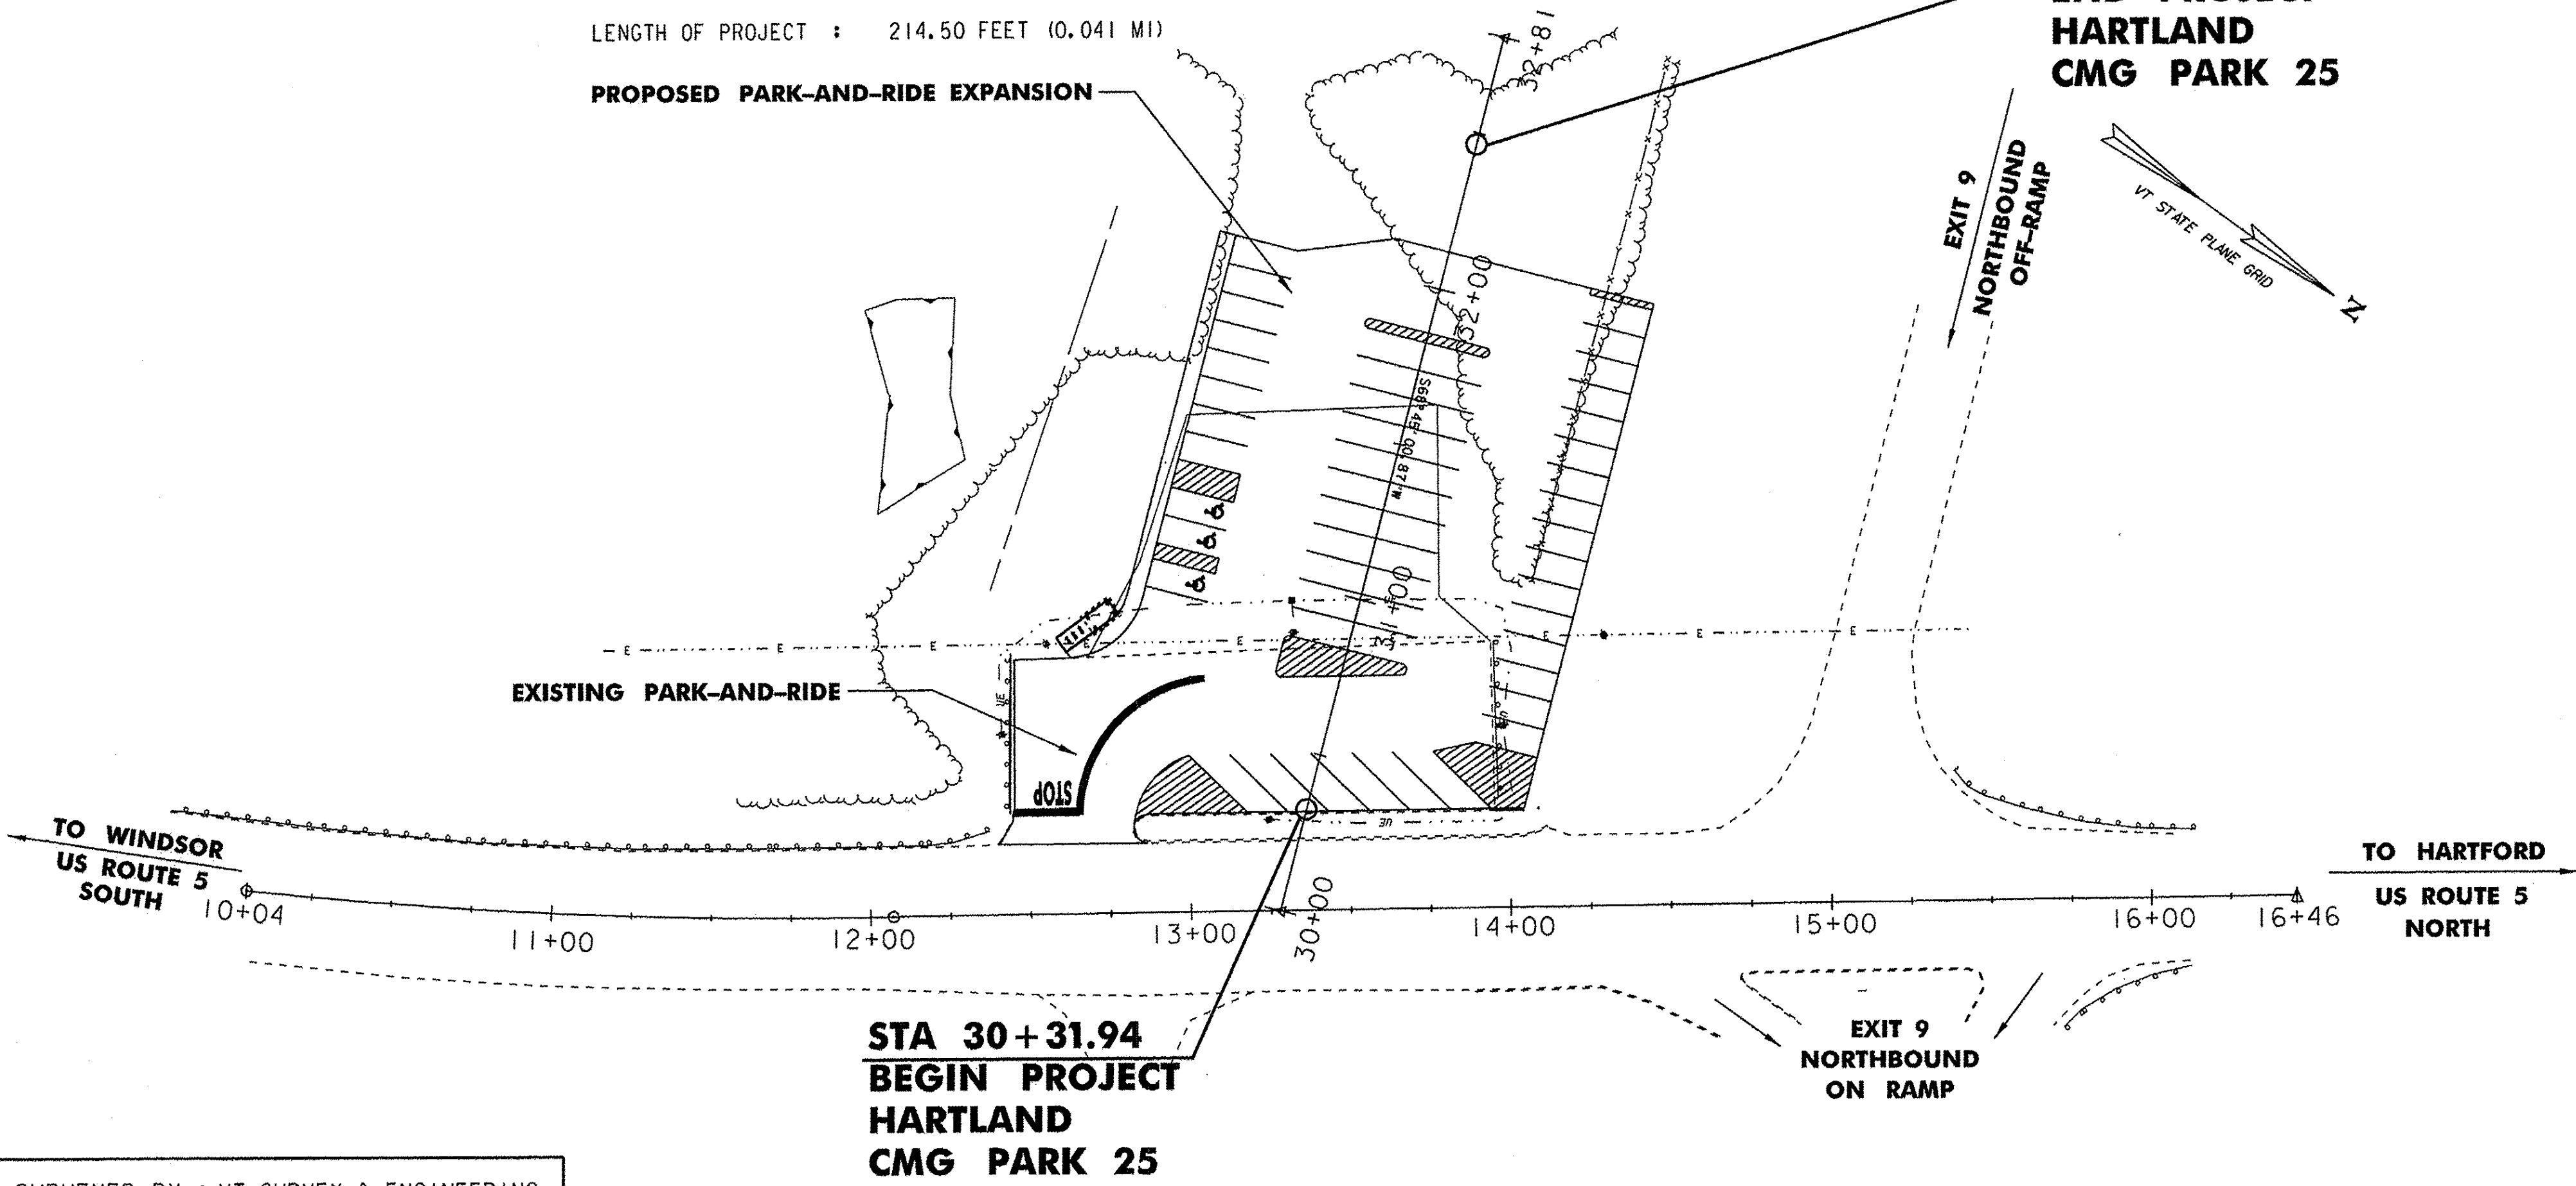 LENGTH OF PROJECT : 214.50 FEET (0.041 MI)
HARTLAND
CMG PARK 25
PROPOSED PARK-AND-RIDE EXPANSION
32+81
EXIT 9
NORTHBOUND
OFF-RAMP
VT STATE PLANE GRID
N
32+00
S68°45'00.87"W
31+00
E E E E E E E E
EXISTING PARK-AND-RIDE
UE
UE
STOP
UE
TO WINDSOR
US ROUTE 5
SOUTH
TO HARTFORD
US ROUTE 5
NORTH
10+04
11+00
12+00
13+00
30+00
14+00
15+00
16+00
16+46
STA 30+31.94
BEGIN PROJECT
HARTLAND
CMG PARK 25
EXIT 9
NORTHBOUND
ON RAMP